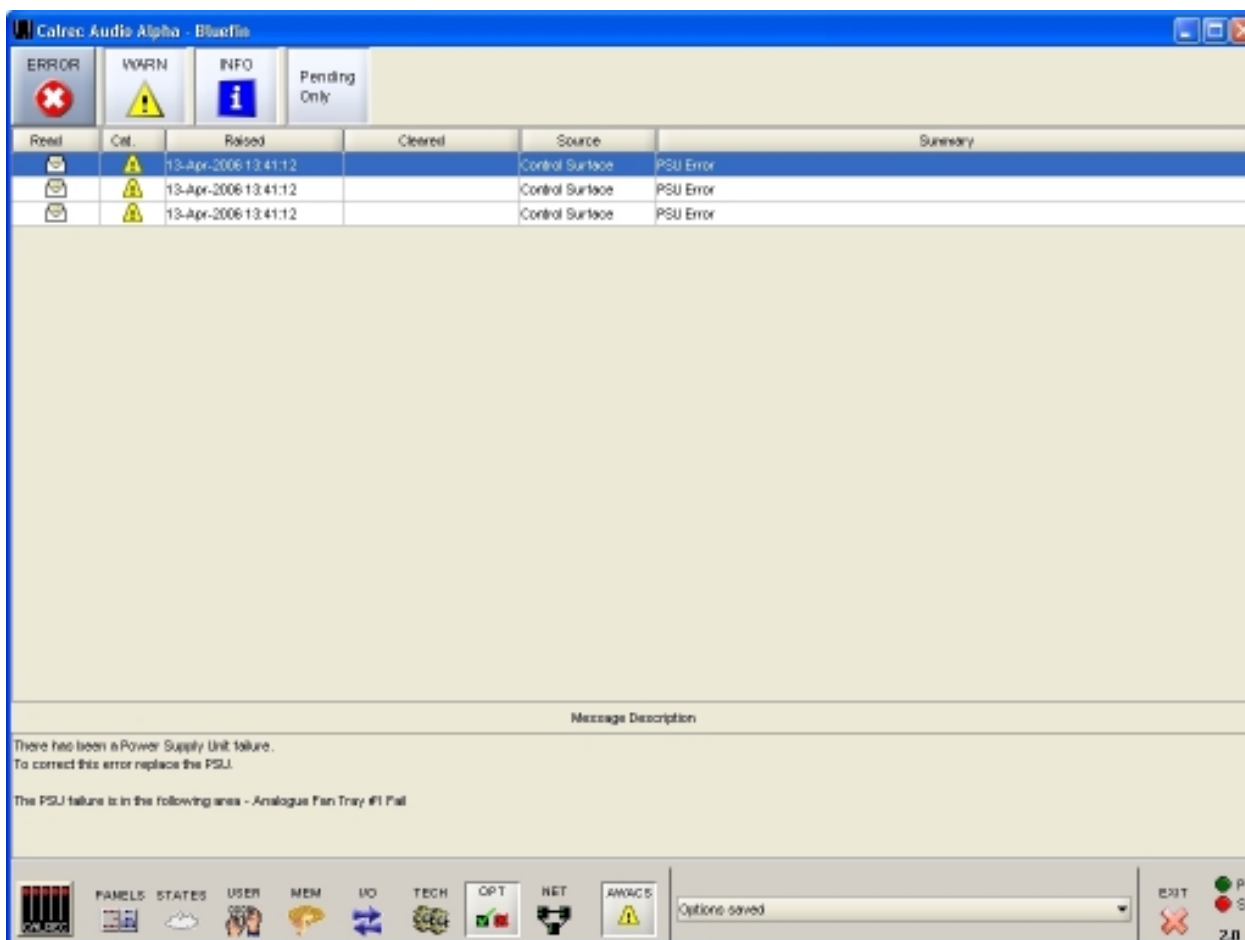 Calrec Audio Alpha - Bluefin
ERROR WARN INFO Pending Only
Read Cat. Raised Cleared Source Summary
13-Apr-2006 13:41:12 Control Surface PSU Error
13-Apr-2006 13:41:12 Control Surface PSU Error
13-Apr-2006 13:41:12 Control Surface PSU Error
Message Description
There has been a Power Supply Unit failure.
To correct this error replace the PSU.
The PSU failure is in the following area - Analogue Fan Tray #1 Fail
PANELS STATES USER MEM I/O TECH OPT NET AWACS Options saved EXIT P
S
CALREC 2.0